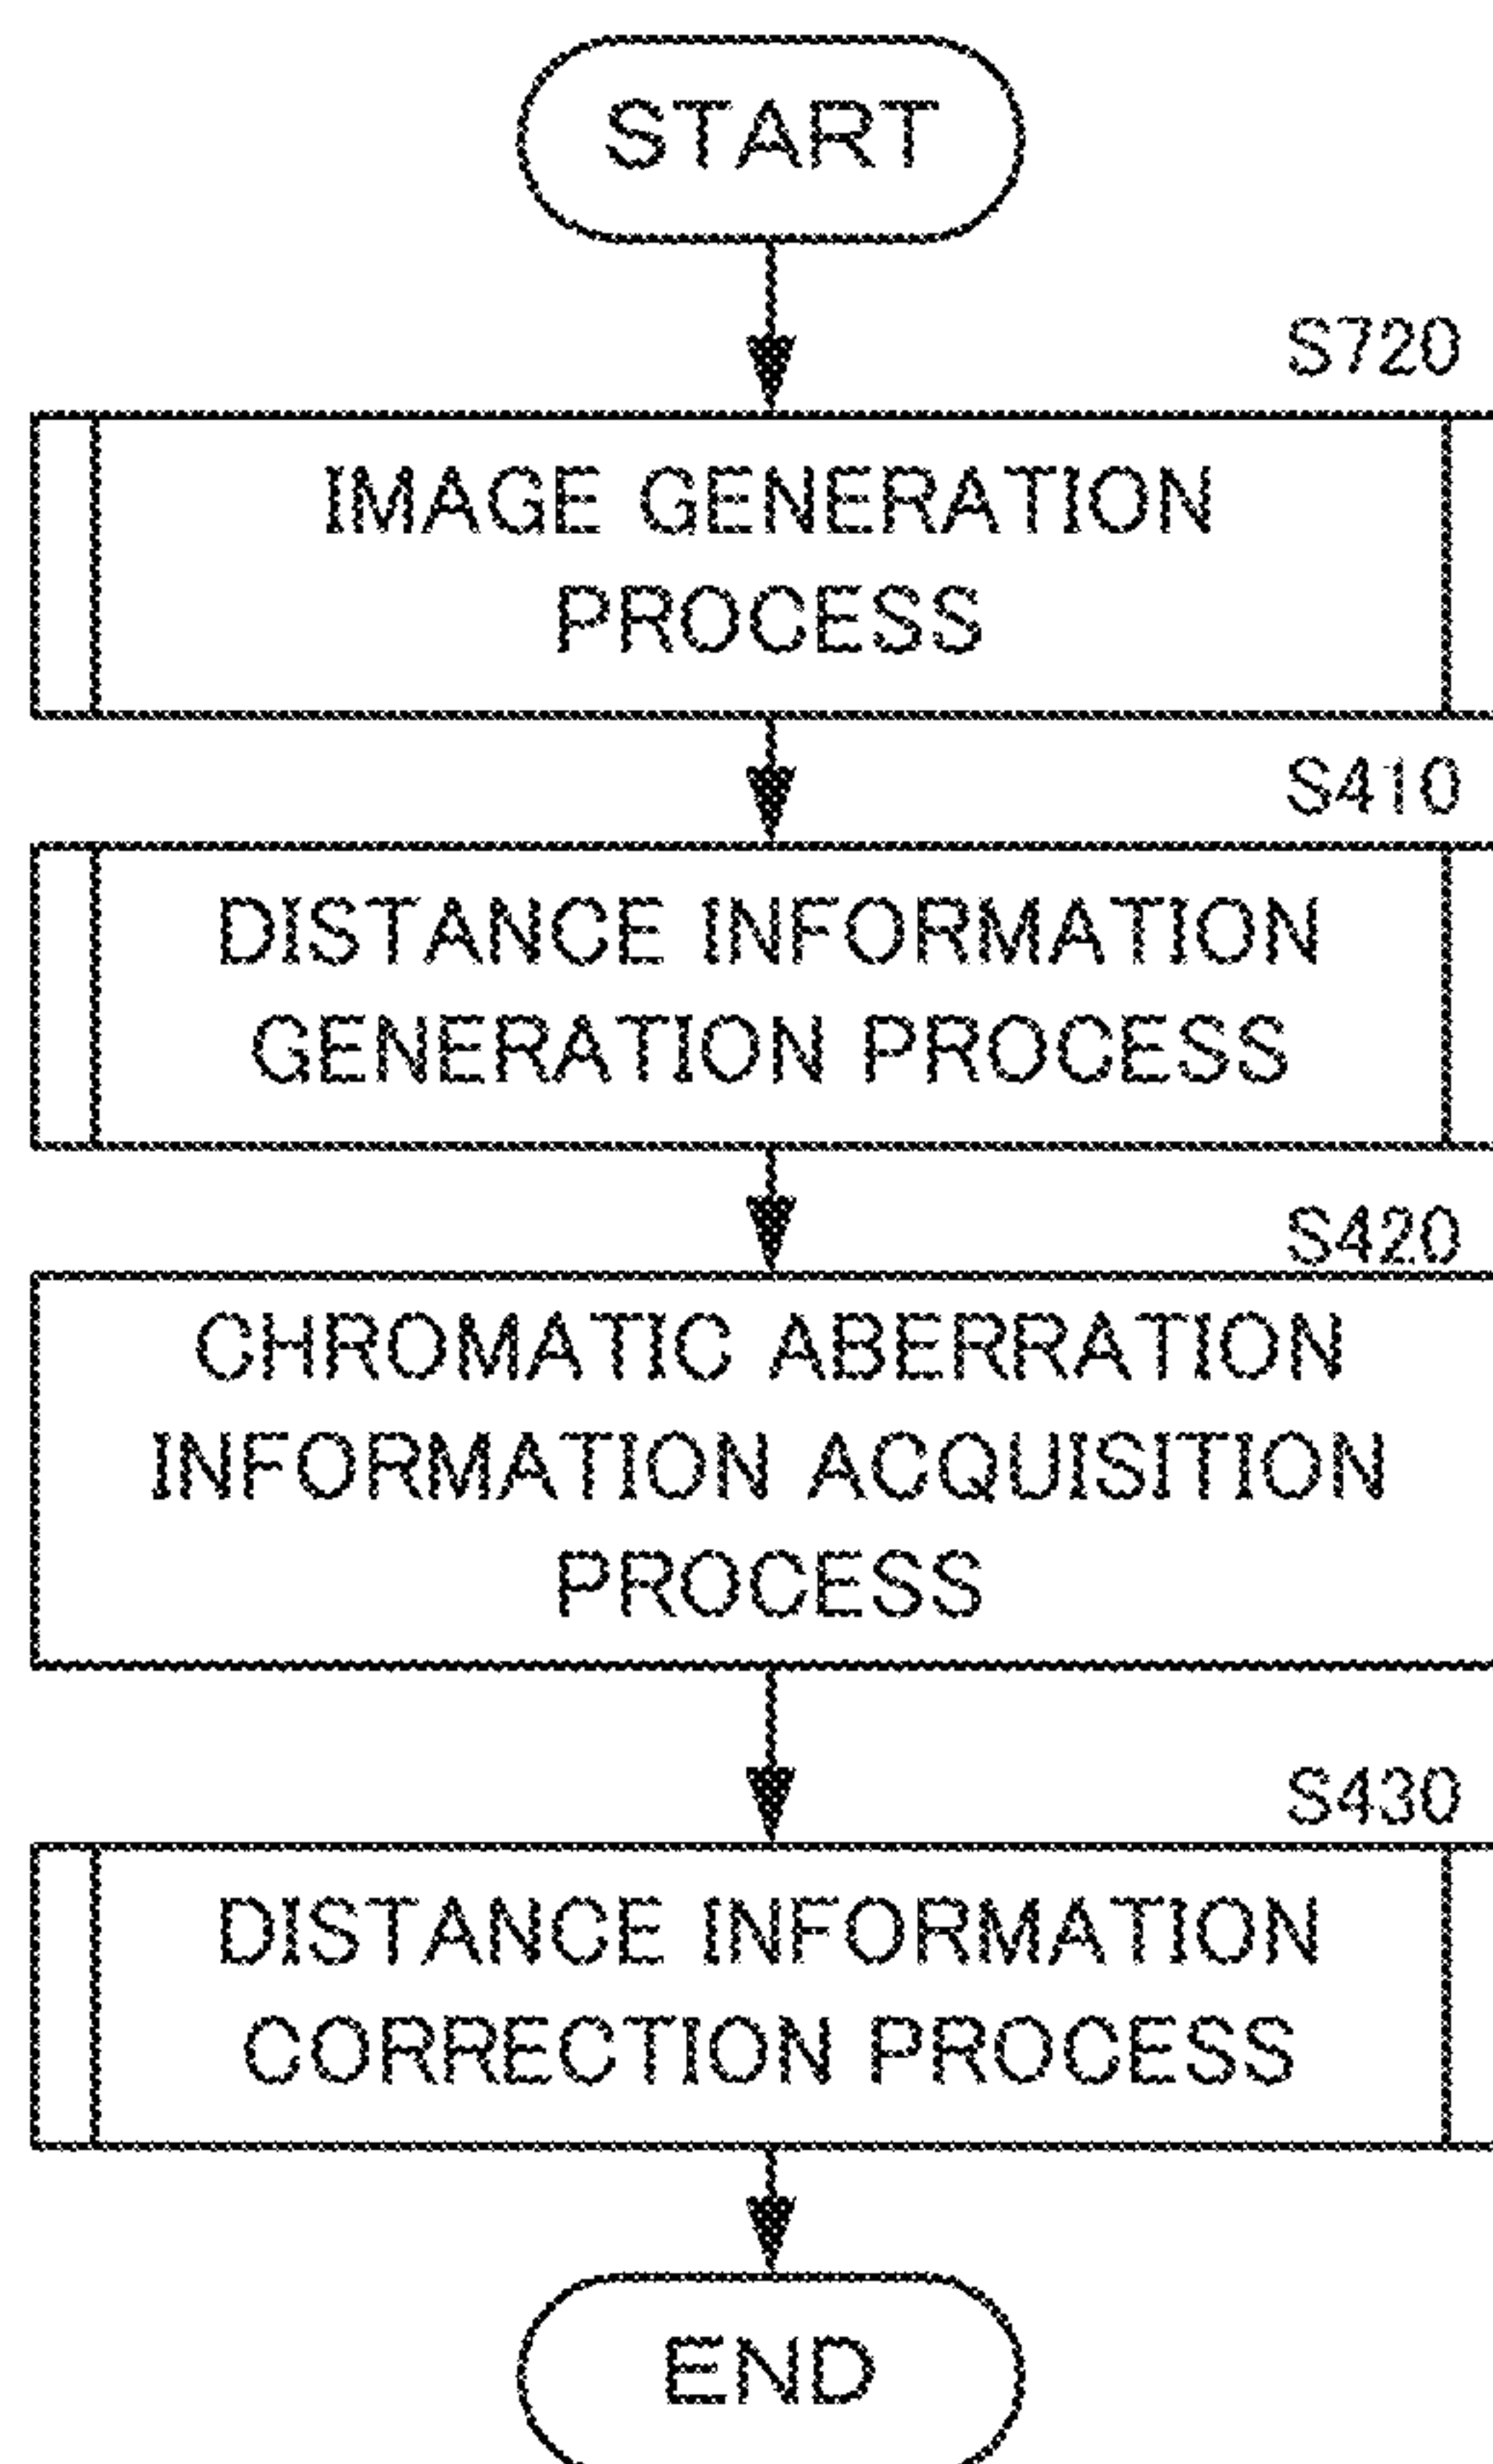 START
S720
IMAGE GENERATION
PROCESS
S410
DISTANCE INFORMATION
GENERATION PROCESS
S420
CHROMATIC ABERRATION
INFORMATION ACQUISITION
PROCESS
S430
DISTANCE INFORMATION
CORRECTION PROCESS
END